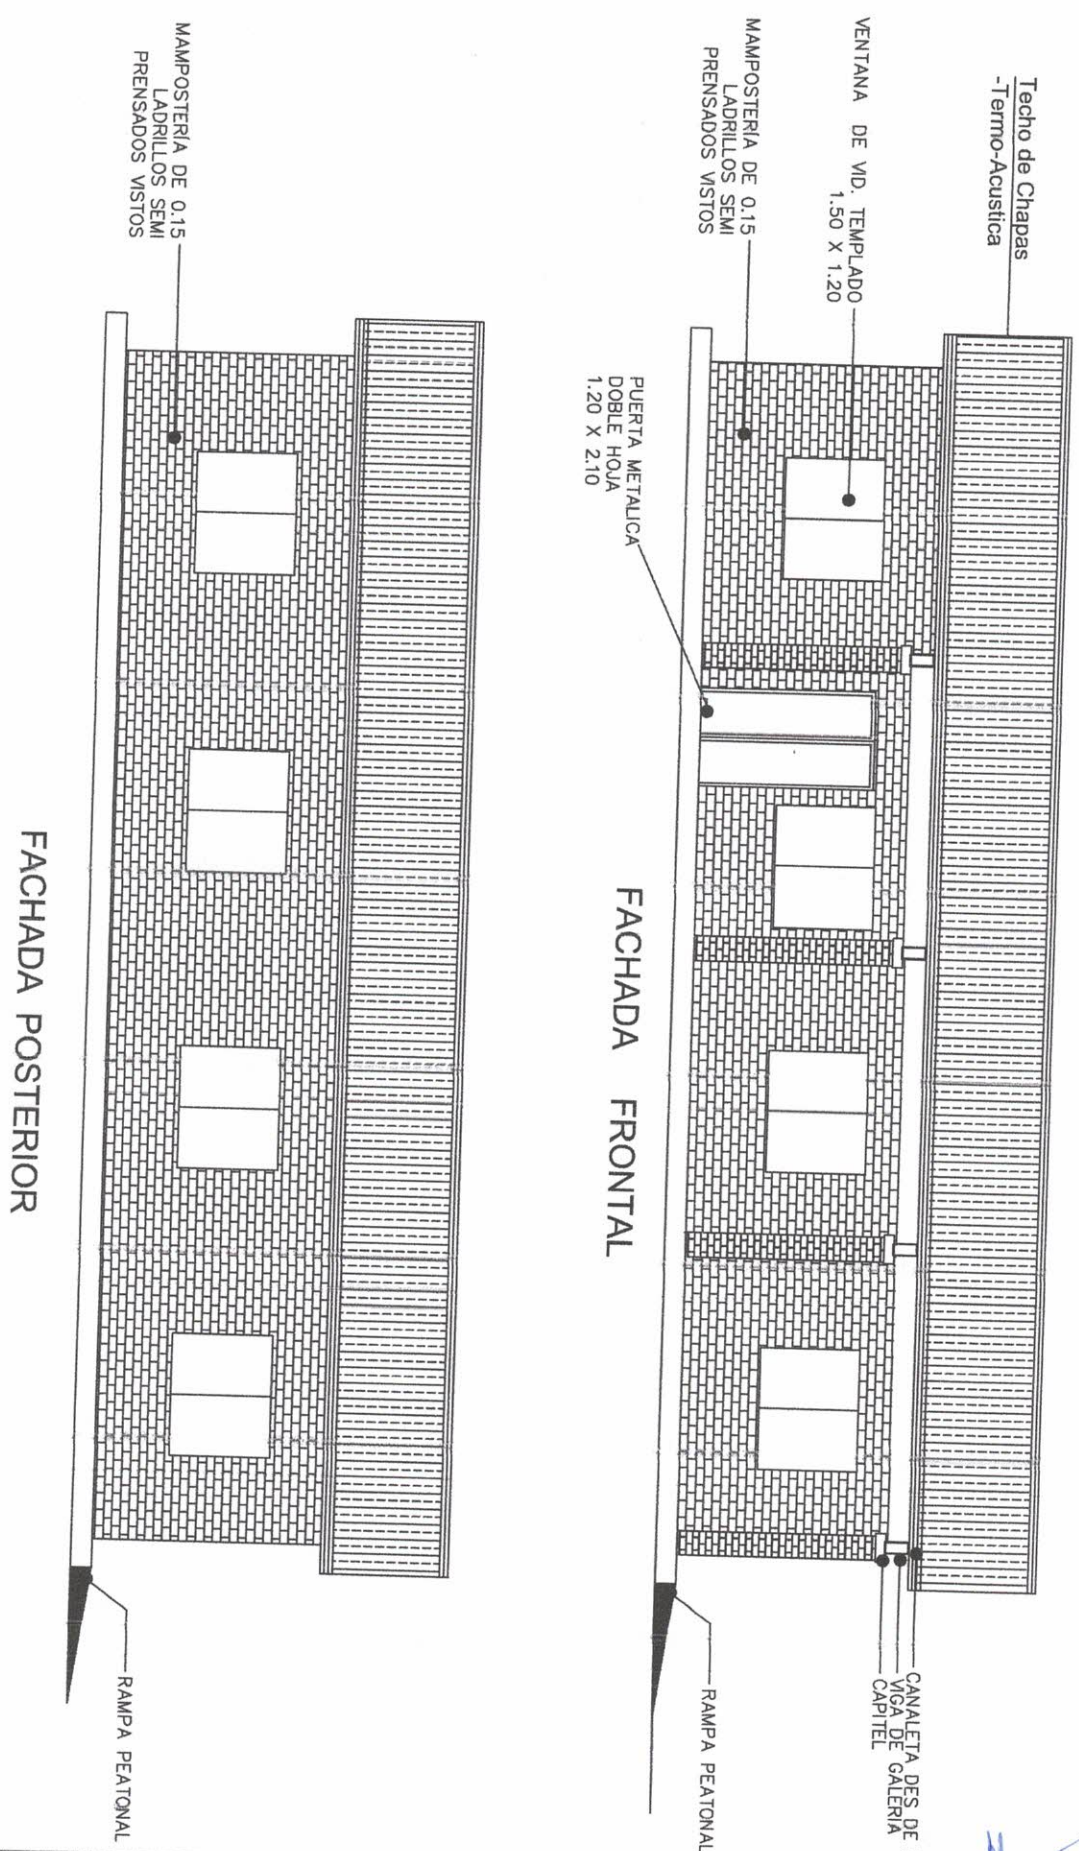 Techo de Chapas
-Termo-Acustica
VENTANA DE VID. TEMPLADO
1.50 X 1.20
MAMPOSTERÍA DE 0.15
LADRILLOS SEMI
PRENSADOS VISTOS
PUERTA METALICA
DOBLE HOJA
1.20 X 2.10
CANALETA DES DE
VIGA DE GALERIA
CAPITEL
RAMPA PEATONAL
FACHADA FRONTAL
MAMPOSTERÍA DE 0.15
LADRILLOS SEMI
PRENSADOS VISTOS
RAMPA PEATONAL
FACHADA POSTERIOR